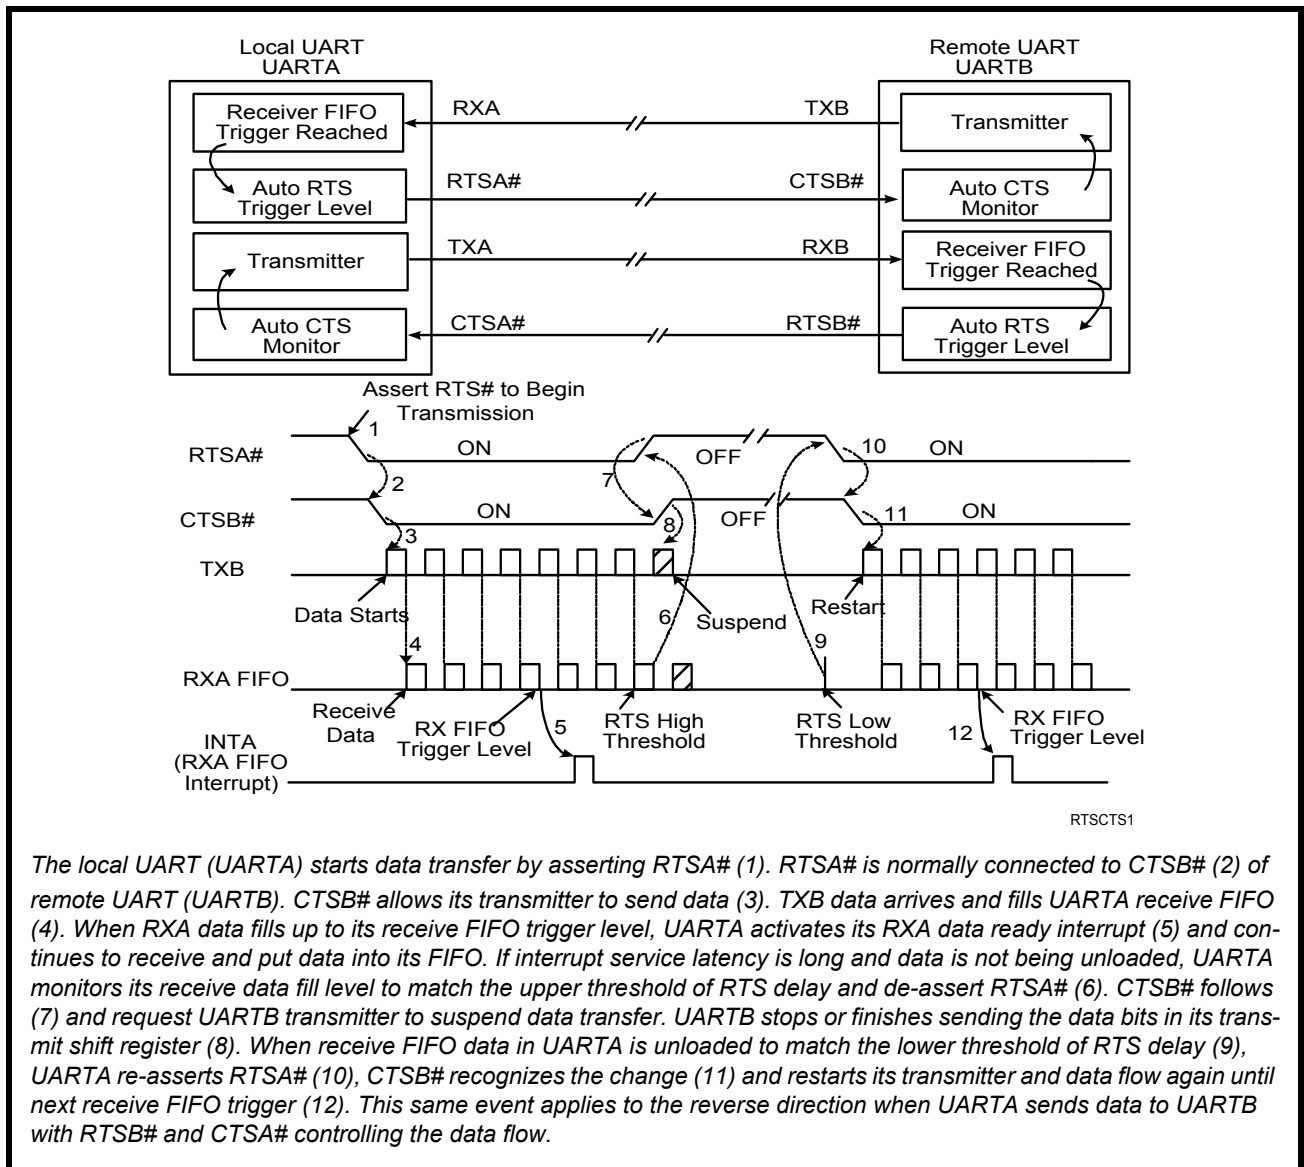 Local UART
UARTA
Remote UART
UARTB
Receiver FIFO
Trigger Reached
RXA
TXB
Transmitter
Auto RTS
Trigger Level
RTSA#
CTSB#
Auto CTS
Monitor
Transmitter
TXA
RXB
Receiver FIFO
Trigger Reached
Auto CTS
Monitor
CTSA#
RTSB#
Auto RTS
Trigger Level
Assert RTS# to Begin
Transmission
RTSA#
1
ON
7
OFF
10
ON
2
CTSB#
ON
8
OFF
11
ON
3
TXB
Data Starts
6
Suspend
Restart
4
9
RXA FIFO
Receive
Data
RX FIFO
Trigger Level
5
RTS High
Threshold
RTS Low
Threshold
12
RX FIFO
Trigger Level
INTA
(RXA FIFO
Interrupt)
RTSCTS1
The local UART (UARTA) starts data transfer by asserting RTSA# (1). RTSA# is normally connected to CTSB# (2) of
remote UART (UARTB). CTSB# allows its transmitter to send data (3). TXB data arrives and fills UARTA receive FIFO
(4). When RXA data fills up to its receive FIFO trigger level, UARTA activates its RXA data ready interrupt (5) and con-
tinues to receive and put data into its FIFO. If interrupt service latency is long and data is not being unloaded, UARTA
monitors its receive data fill level to match the upper threshold of RTS delay and de-assert RTSA# (6). CTSB# follows
(7) and request UARTB transmitter to suspend data transfer. UARTB stops or finishes sending the data bits in its trans-
mit shift register (8). When receive FIFO data in UARTA is unloaded to match the lower threshold of RTS delay (9),
UARTA re-asserts RTSA# (10), CTSB# recognizes the change (11) and restarts its transmitter and data flow again until
next receive FIFO trigger (12). This same event applies to the reverse direction when UARTA sends data to UARTB
with RTSB# and CTSA# controlling the data flow.